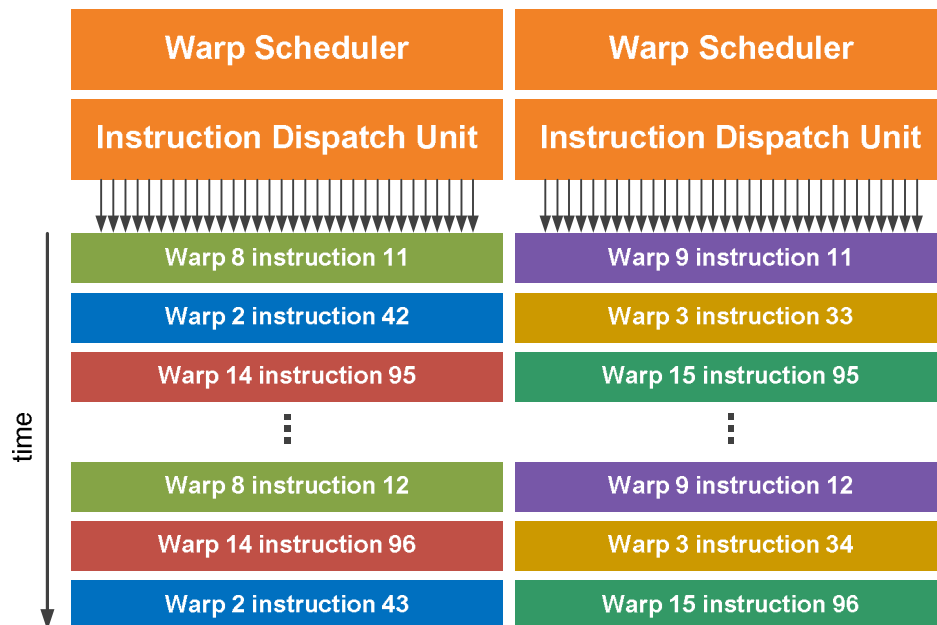 Warp Scheduler
Warp Scheduler
Instruction Dispatch Unit
Instruction Dispatch Unit
time
Warp 8 instruction 11
Warp 9 instruction 11
Warp 2 instruction 42
Warp 3 instruction 33
Warp 14 instruction 95
Warp 15 instruction 95
Warp 8 instruction 12
Warp 9 instruction 12
Warp 14 instruction 96
Warp 3 instruction 34
Warp 2 instruction 43
Warp 15 instruction 96